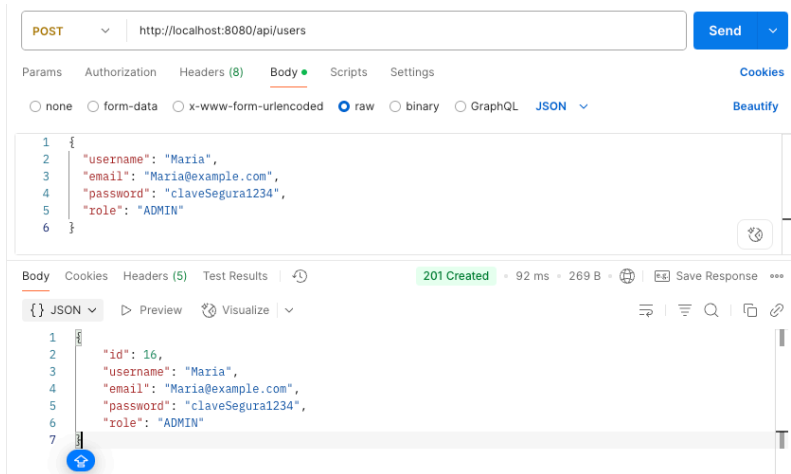 POST http://localhost:8080/api/users Send
Params Authorization Headers (8) Body Scripts Settings Cookies
none form-data x-www-form-urlencoded raw binary GraphQL JSON Beautify
1 {
2 "username": "Maria",
3 "email": "Maria@example.com",
4 "password": "claveSegura1234",
5 "role": "ADMIN"
6 }
Body Cookies Headers (5) Test Results 201 Created • 92 ms • 269 B • e.g. Save Response
{} JSON Preview Visualize
1 {
2 "id": 16,
3 "username": "Maria",
4 "email": "Maria@example.com",
5 "password": "claveSegura1234",
6 "role": "ADMIN"
7 }